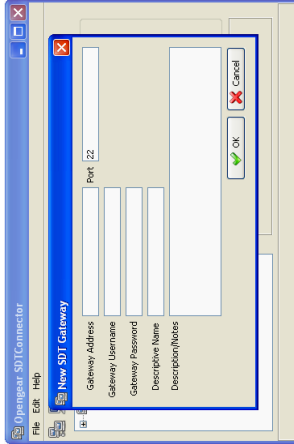 Opengear SDTConnector
File Edit Help
New SDT Gateway
Gateway Address
Port 22
Gateway Username
Gateway Password
Descriptive Name
Description/Notes
OK Cancel